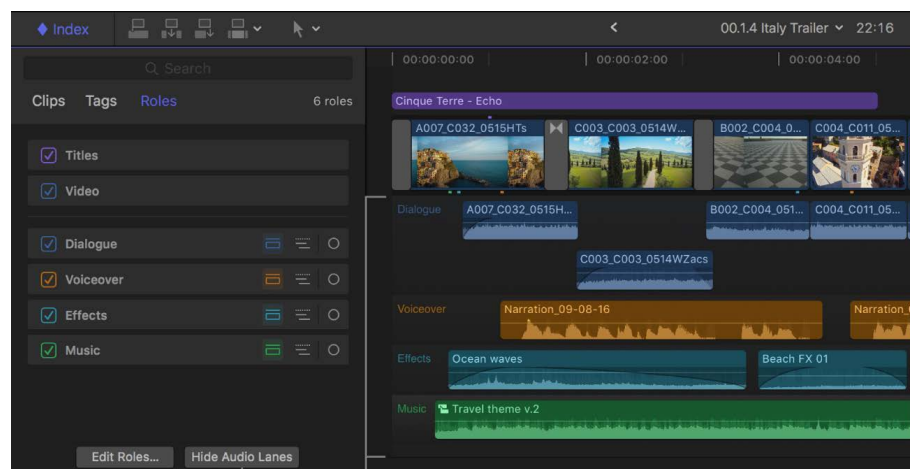 Index
00.1.4 Italy Trailer 22:16
Search
Clips Tags Roles 6 roles
Titles
Video
Dialogue
Voiceover
Effects
Music
Edit Roles... Hide Audio Lanes
00:00:00:00 00:00:02:00 00:00:04:00
Cinque Terre - Echo
A007_C032_0515HTs C003_C003_0514W... B002_C004_0... C004_C011_05...
Dialogue A007_C032_0515H... B002_C004_051... C004_C011_05...
C003_C003_0514WZacs
Voiceover Narration_09-08-16 Narration_
Effects Ocean waves Beach FX 01
Music Travel theme v.2